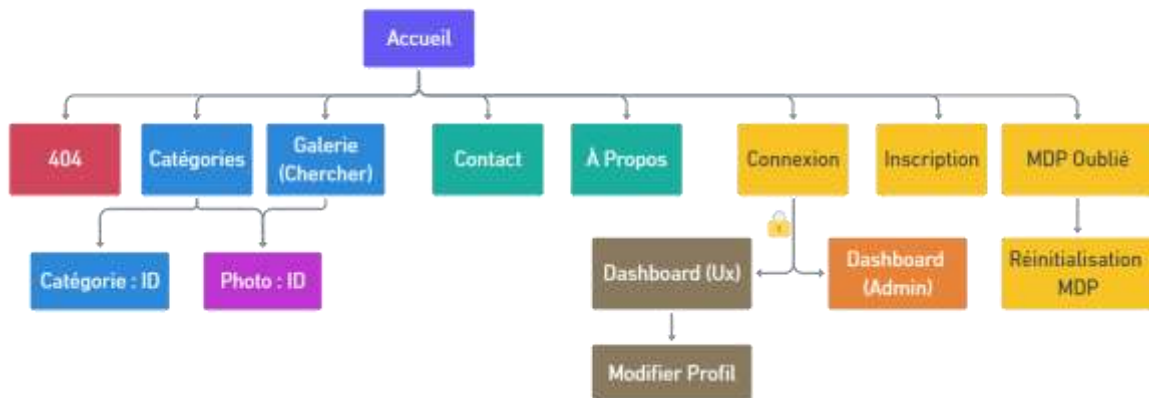 Accueil
404
Catégories
Galerie
(Chercher)
Contact
À Propos
Connexion
Inscription
MDP Oublié
Catégorie : ID
Photo : ID
Dashboard (Ux)
Dashboard
(Admin)
Réinitialisation
MDP
Modifier Profil